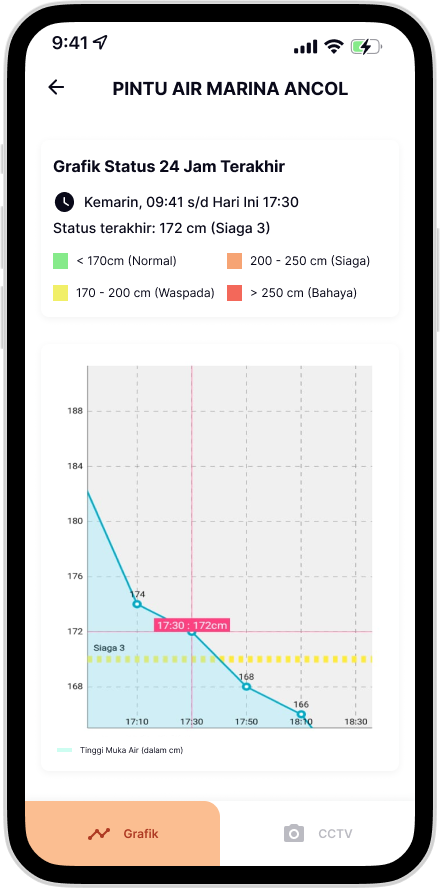 9:41
PINTU AIR MARINA ANCOL
Grafik Status 24 Jam Terakhir
Kemarin, 09:41 s/d Hari Ini 17:30
Status terakhir: 172 cm (Siaga 3)
< 170cm (Normal)
200 - 250 cm (Siaga)
170 - 200 cm (Waspada)
> 250 cm (Bahaya)
188
184
180
176
174
17:30 : 172cm
172
Siaga 3
168
168
166
17:10 17:30 17:50 18:10 18:30
Tinggi Muka Air (dalam cm)
Grafik
CCTV